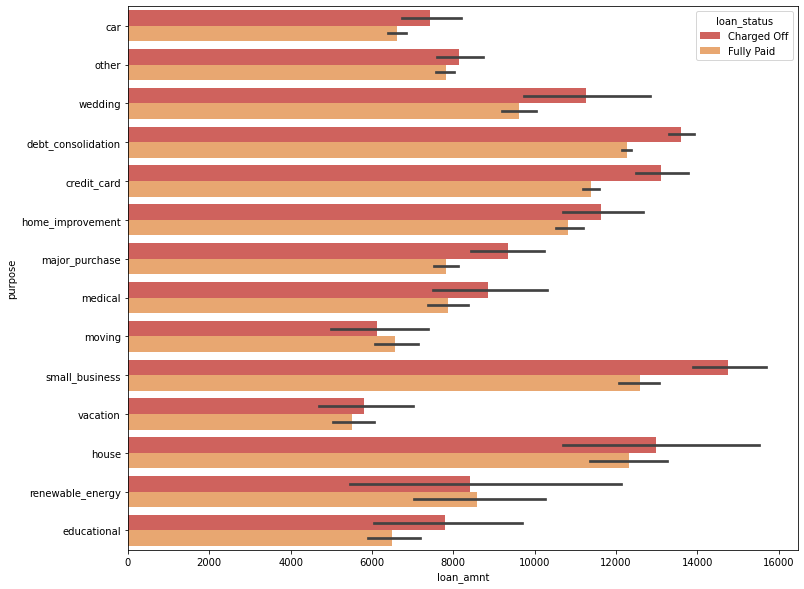 loan_status
Charged Off
Fully Paid
purpose
car
other
wedding
debt_consolidation
credit_card
home_improvement
major_purchase
medical
moving
small_business
vacation
house
renewable_energy
educational
0 2000 4000 6000 8000 10000 12000 14000 16000
loan_amnt